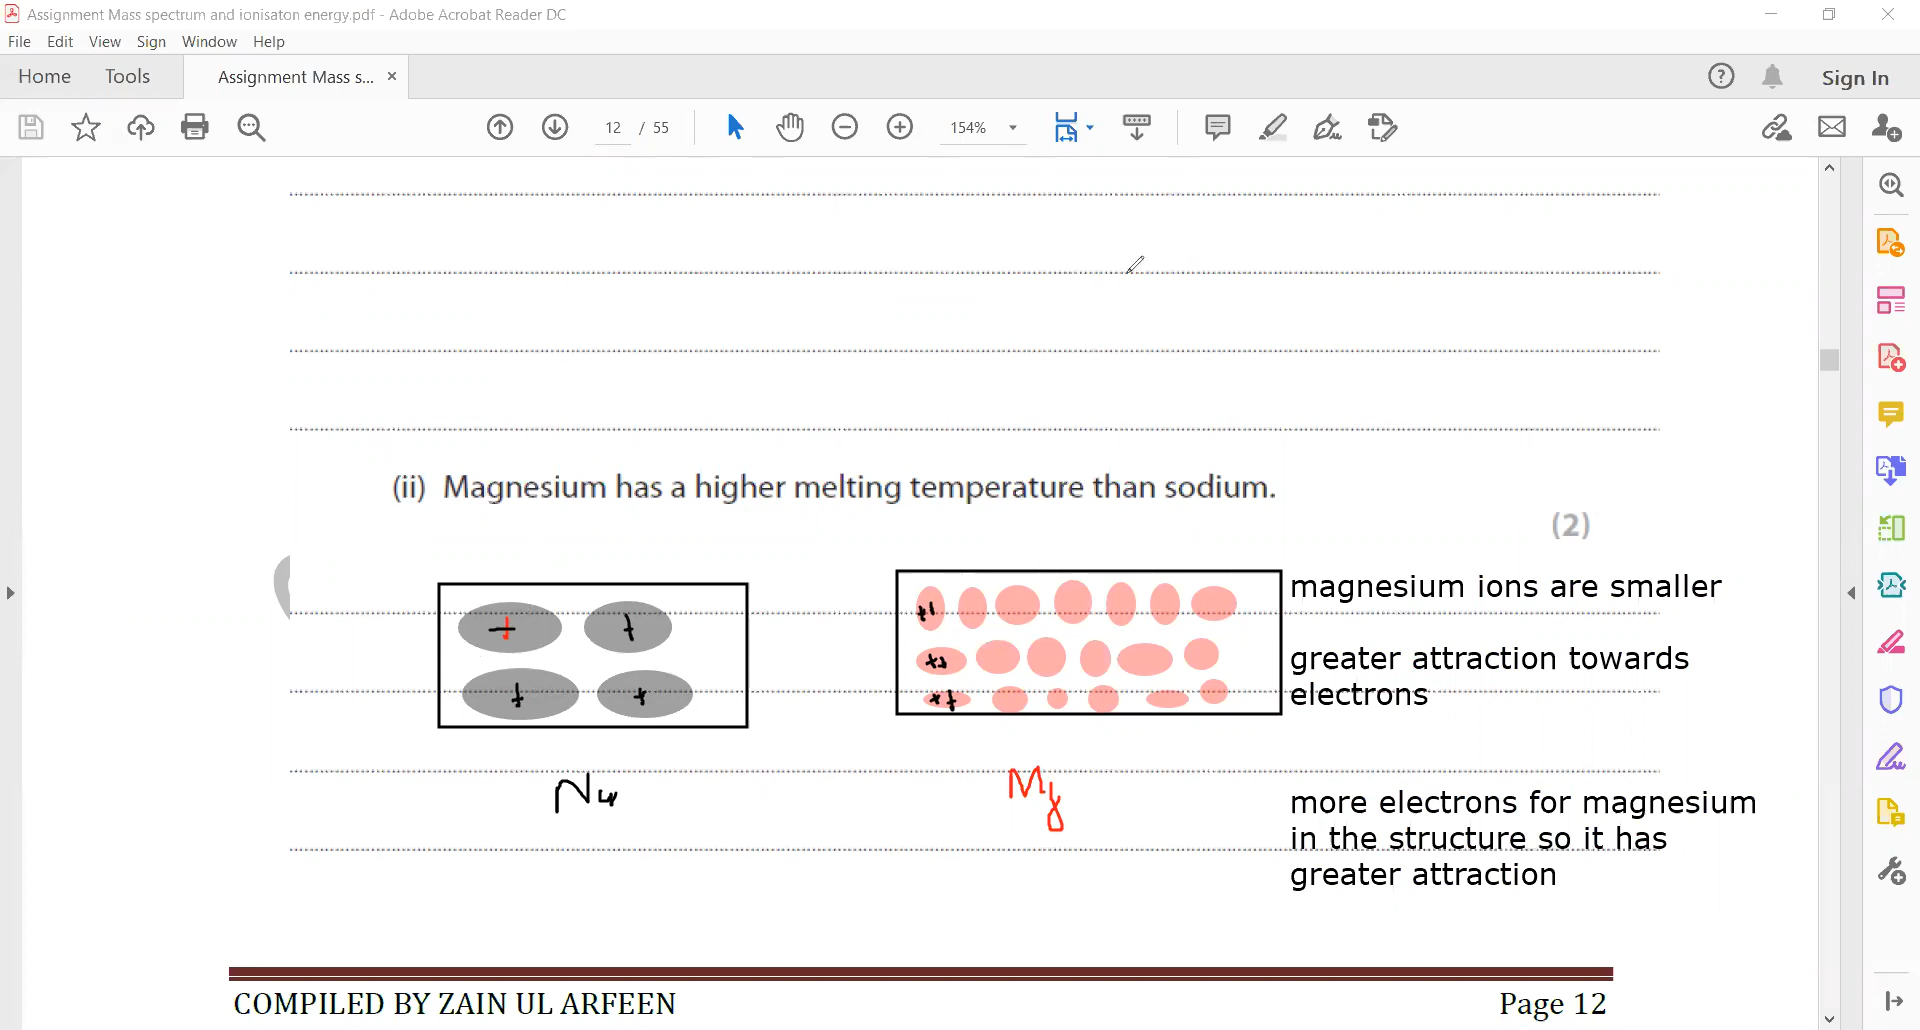 Assignment Mass spectrum and ionisaton energy.pdf - Adobe Acrobat Reader DC
File Edit View Sign Window Help
Home Tools Assignment Mass s... × Sign In
12 / 55 154%
(ii) Magnesium has a higher melting temperature than sodium.
(2)
magnesium ions are smaller
greater attraction towards
electrons
+ + + +
Mg
more electrons for magnesium
in the structure so it has
greater attraction
COMPILED BY ZAIN UL ARFEEN Page 12